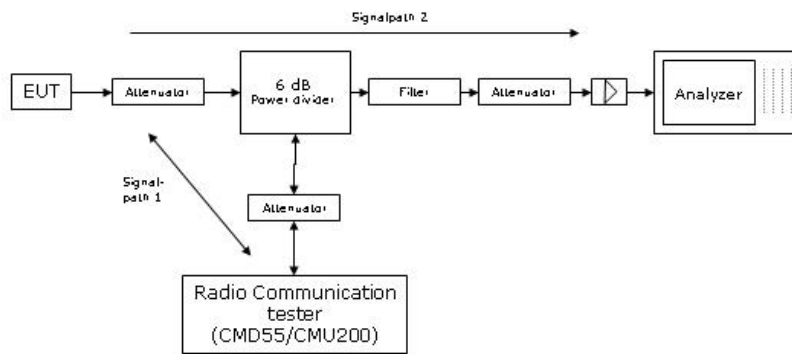 Signalpath 2
EUT
Attenuator
6 dB
Power divider
Filter
Attenuator
Analyzer
Signal-
path 1
Attenuator
Radio Communication
tester
(CMD55/CMU200)